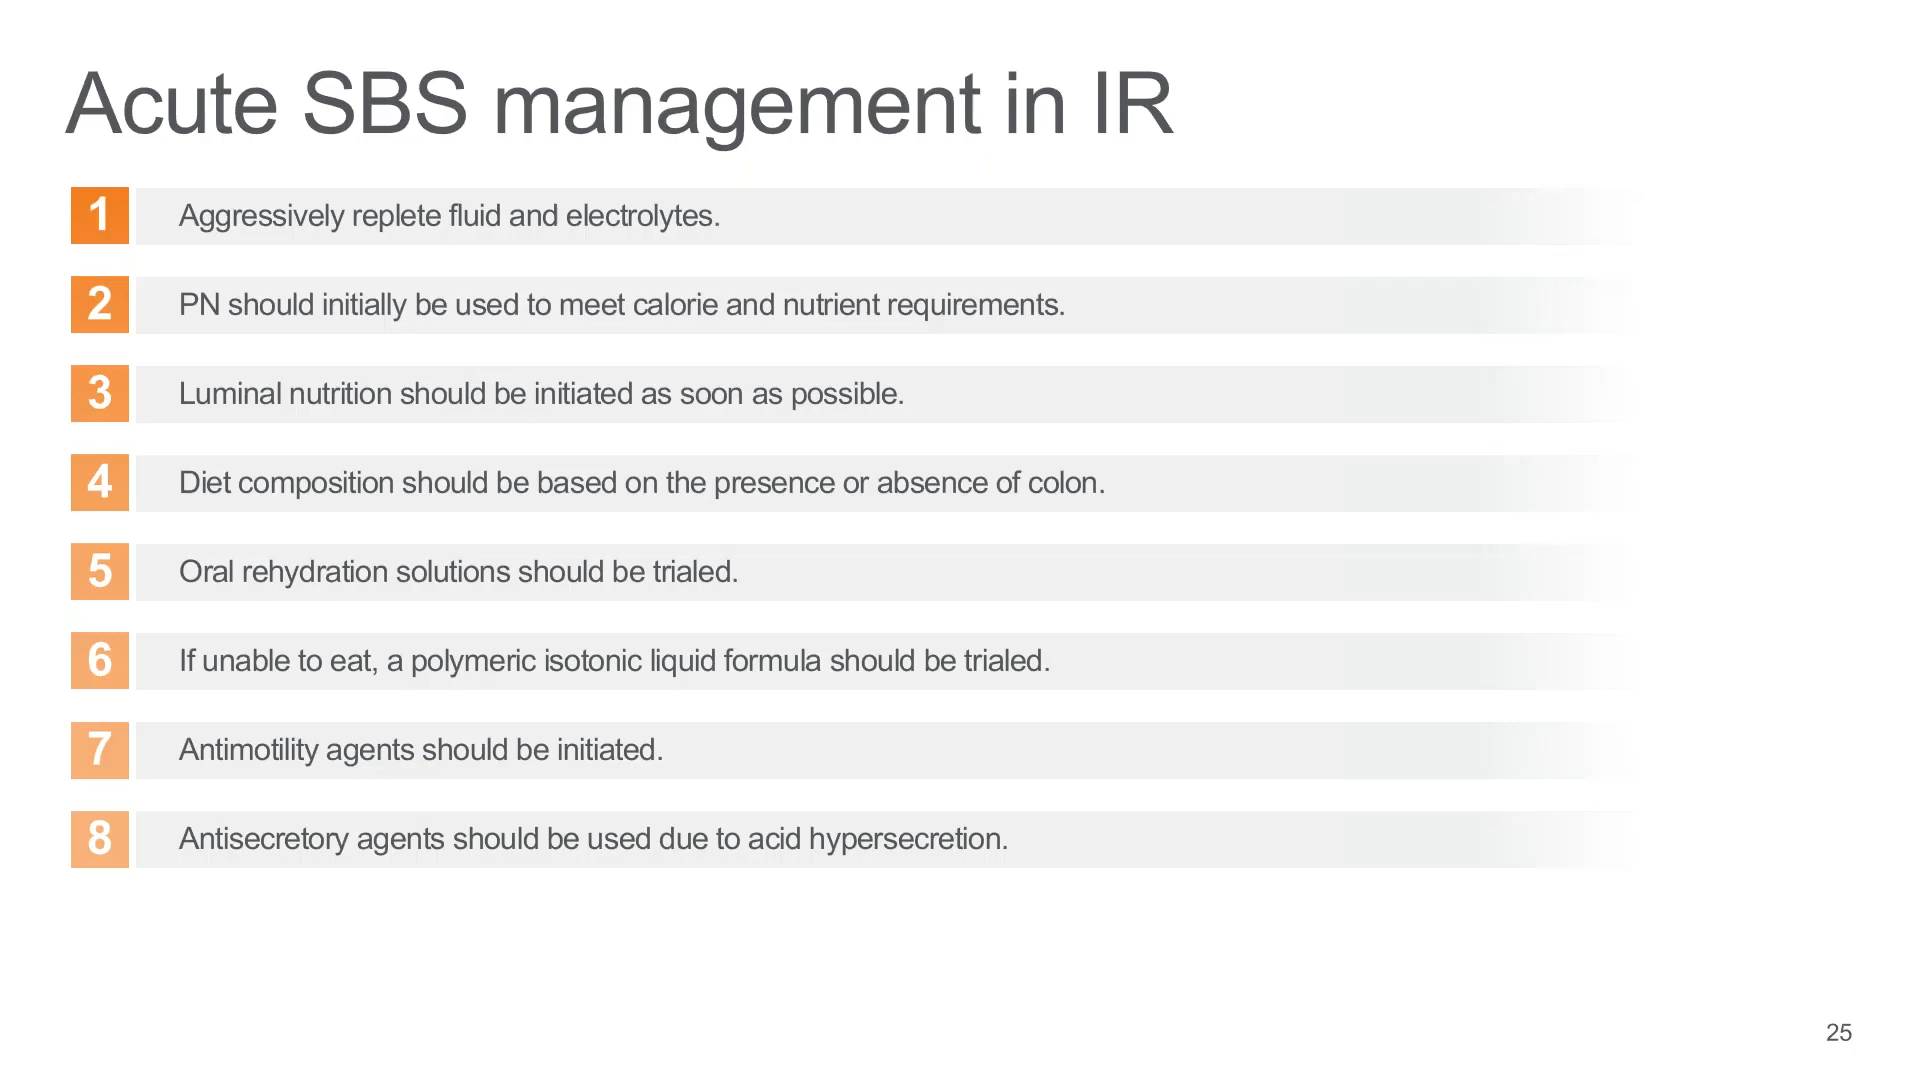 Acute SBS management in IR
1 Aggressively replete fluid and electrolytes.
2 PN should initially be used to meet calorie and nutrient requirements.
3 Luminal nutrition should be initiated as soon as possible.
4 Diet composition should be based on the presence or absence of colon.
5 Oral rehydration solutions should be trialed.
6 If unable to eat, a polymeric isotonic liquid formula should be trialed.
7 Antimotility agents should be initiated.
8 Antisecretory agents should be used due to acid hypersecretion.
25